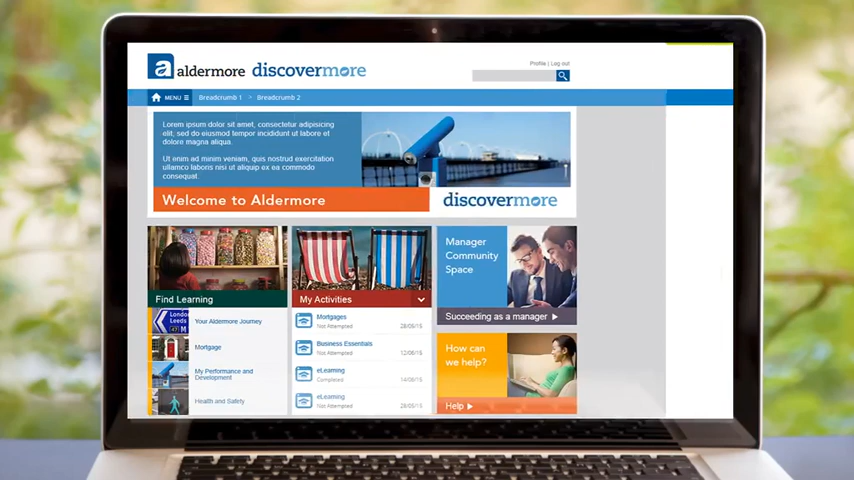 a aldermore discovermore
Profile | Log out
MENU
Breadcrumb 1 > Breadcrumb 2
Lorem ipsum dolor sit amet, consectetur adipisicing
elit, sed do eiusmod tempor incididunt ut labore et
dolore magna aliqua.
Ut enim ad minim veniam, quis nostrud exercitation
ullamco laboris nisi ut aliquip ex ea commodo
consequat.
Welcome to Aldermore
discovermore
Find Learning
London
Leeds
47 M
Your Aldermore Journey
Mortgage
My Performance and
Development
Health and Safety
My Activities
Mortgages
Not Attempted 28/05/15
Business Essentials
Not Attempted 12/06/15
eLearning
Completed 14/06/15
eLearning
Not Attempted 28/06/15
Manager
Community
Space
Succeeding as a manager
How can
we help?
Help